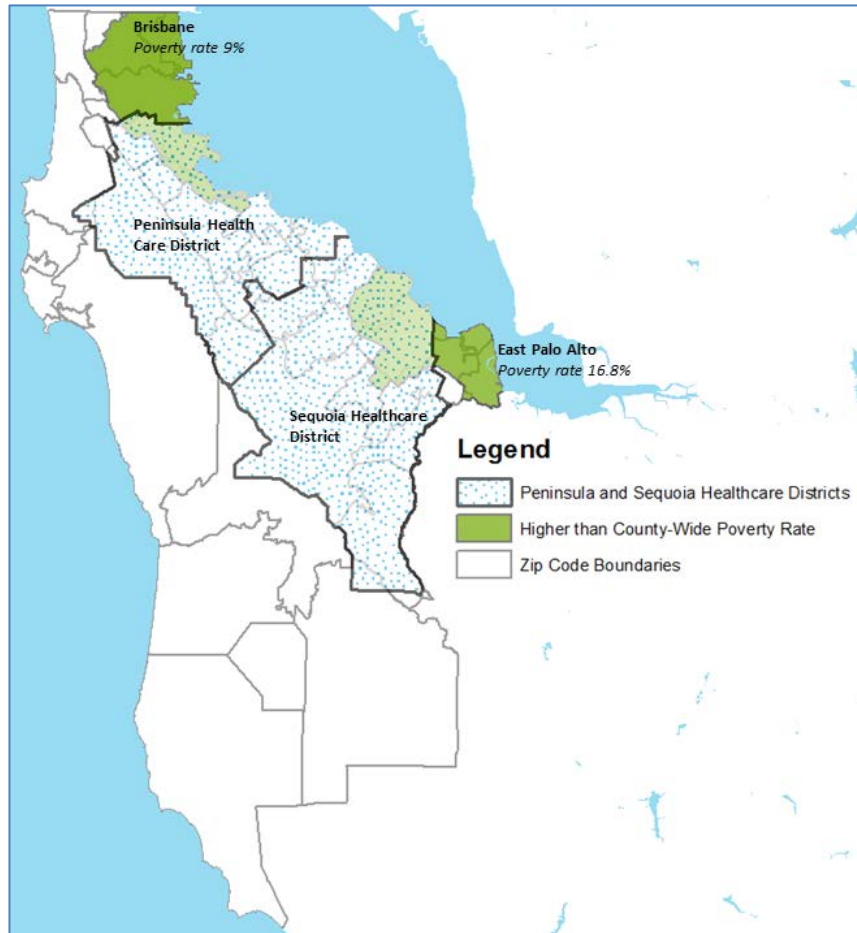 Brisbane
Poverty rate 9%
Peninsula Health
Care District
East Palo Alto
Poverty rate 16.8%
Sequoia Healthcare
District
Legend
Peninsula and Sequoia Healthcare Districts
Higher than County-Wide Poverty Rate
Zip Code Boundaries